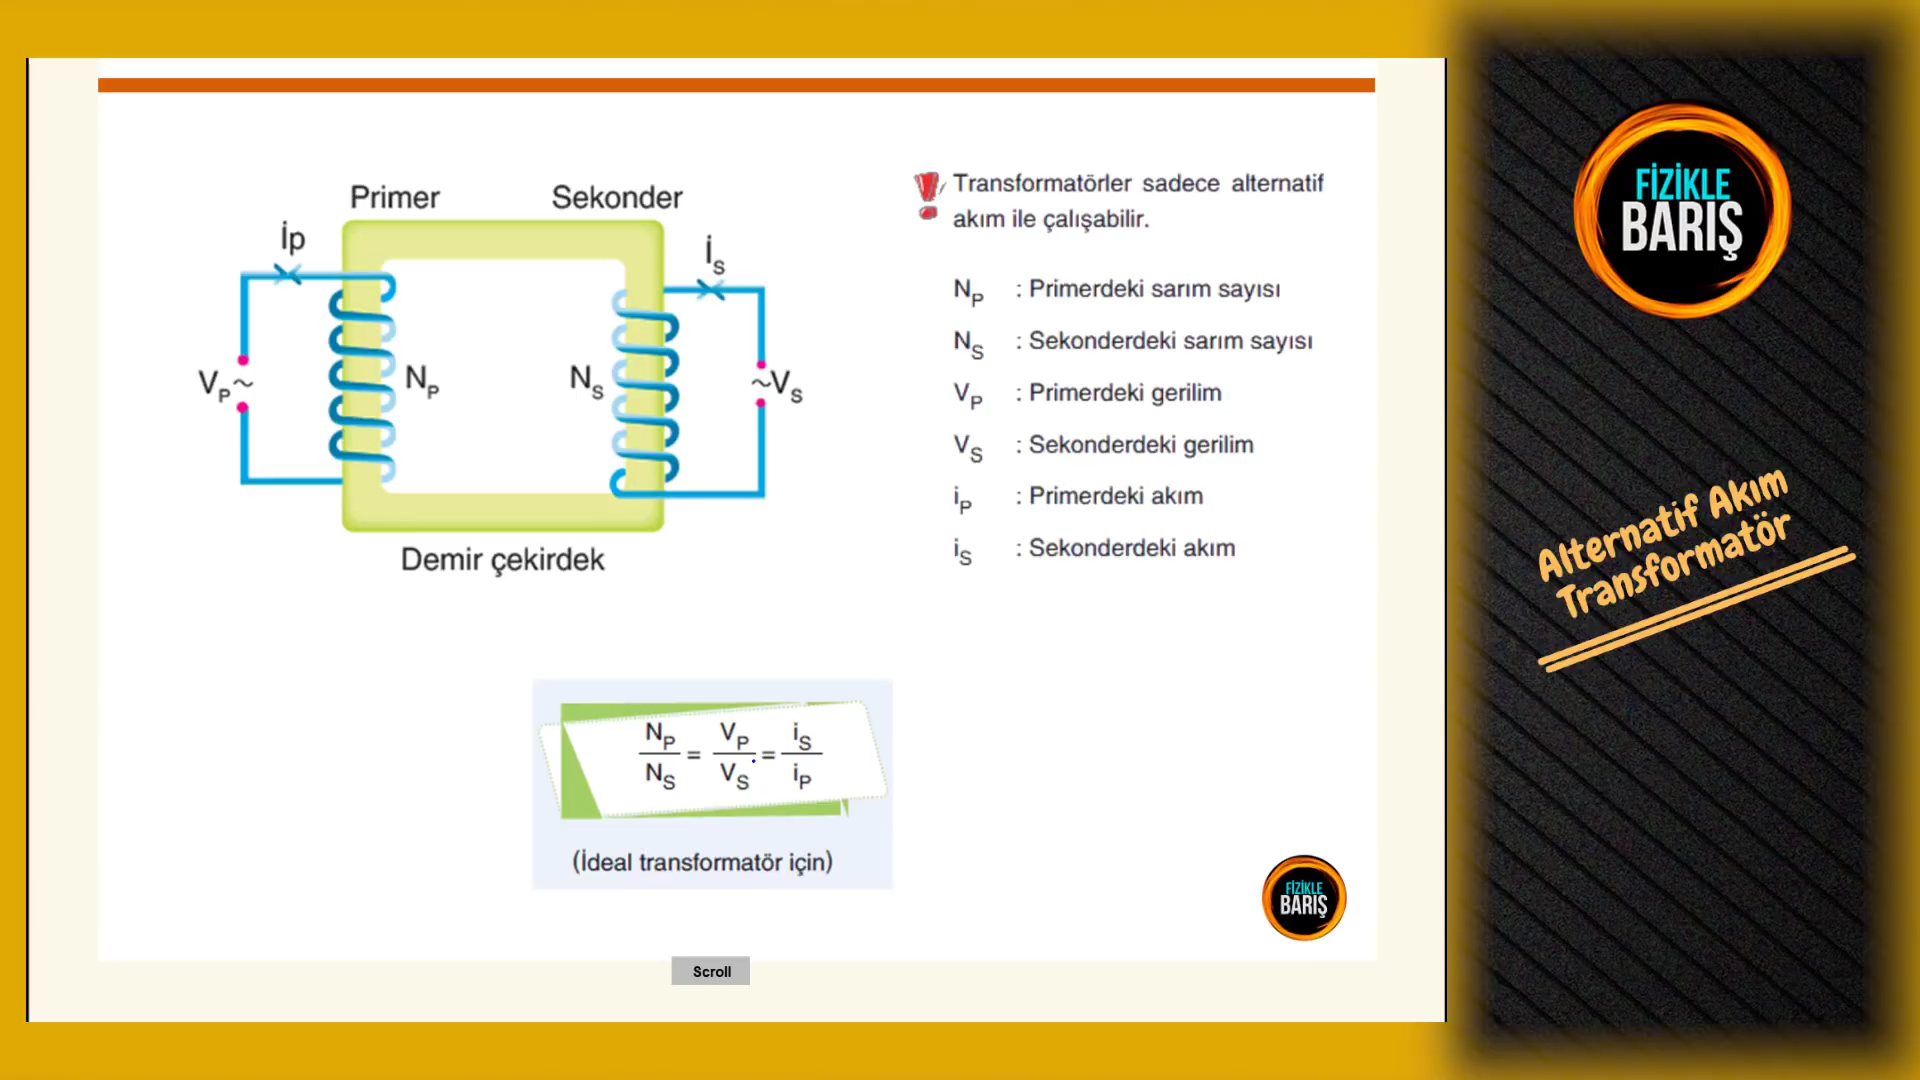 Primer
Sekonder
İp
İs
Vp~
Np
Ns
~Vs
Demir çekirdek
! Transformatörler sadece alternatif
akım ile çalışabilir.
NP : Primerdeki sarım sayısı
NS : Sekonderdeki sarım sayısı
VP : Primerdeki gerilim
VS : Sekonderdeki gerilim
iP : Primerdeki akım
iS : Sekonderdeki akım
NP/NS = VP/VS = iS/iP
(İdeal transformatör için)
FİZİKLE
BARIŞ
Scroll
FİZİKLE
BARIŞ
Alternatif Akım
Transformatör